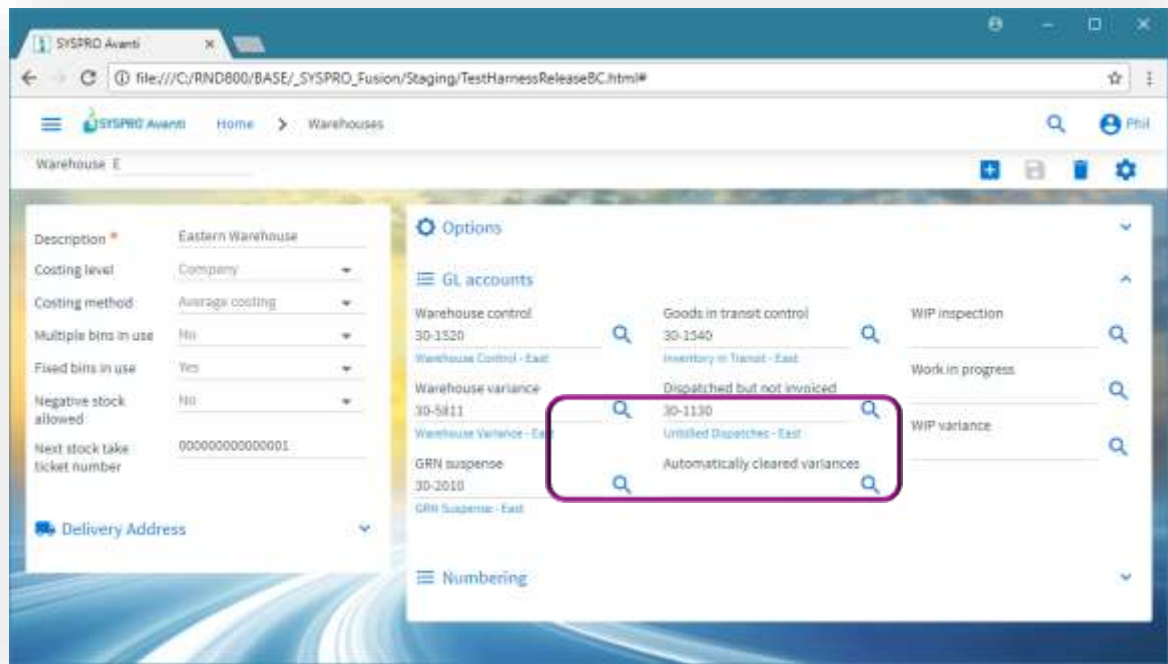 SYSPRO Avanti
file:///C:/RND800/BASE/_SYSPRO_Fusion/Staging/TestHarnessReleaseBC.html#
SYSPRO Avanti Home Warehouses Phil
Warehouse E
Description * Eastern Warehouse
Costing level Company
Costing method Average costing
Multiple bins in use No
Fixed bins in use Yes
Negative stock
allowed No
Next stock take
ticket number 000000000000001
Delivery Address
Options
GL accounts
Warehouse control Goods in transit control WIP inspection
30-1520 30-1540
Warehouse Control - East Inventory in Transit - East
Warehouse variance Dispatched but not invoiced Work in progress
30-5811 30-1130
Warehouse Variance - East Unbilled Dispatches - East
GRN suspense Automatically cleared variances WIP variance
30-2010
GRN Suspense - East
Numbering